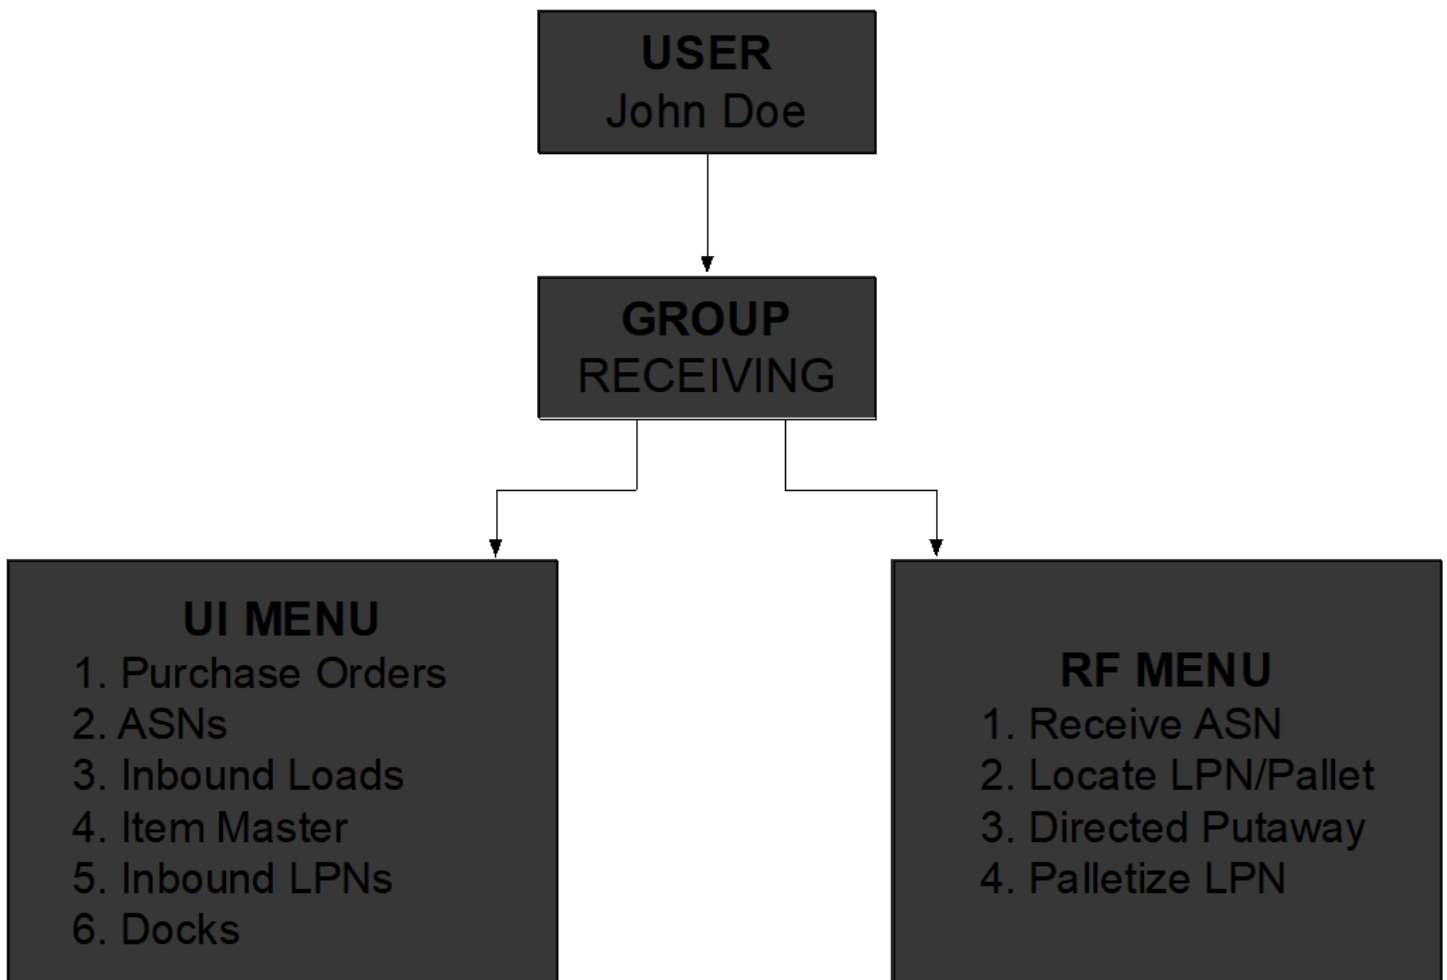 USER
John Doe
GROUP
RECEIVING
UI MENU
1. Purchase Orders
2. ASNs
3. Inbound Loads
4. Item Master
5. Inbound LPNs
6. Docks
RF MENU
1. Receive ASN
2. Locate LPN/Pallet
3. Directed Putaway
4. Palletize LPN